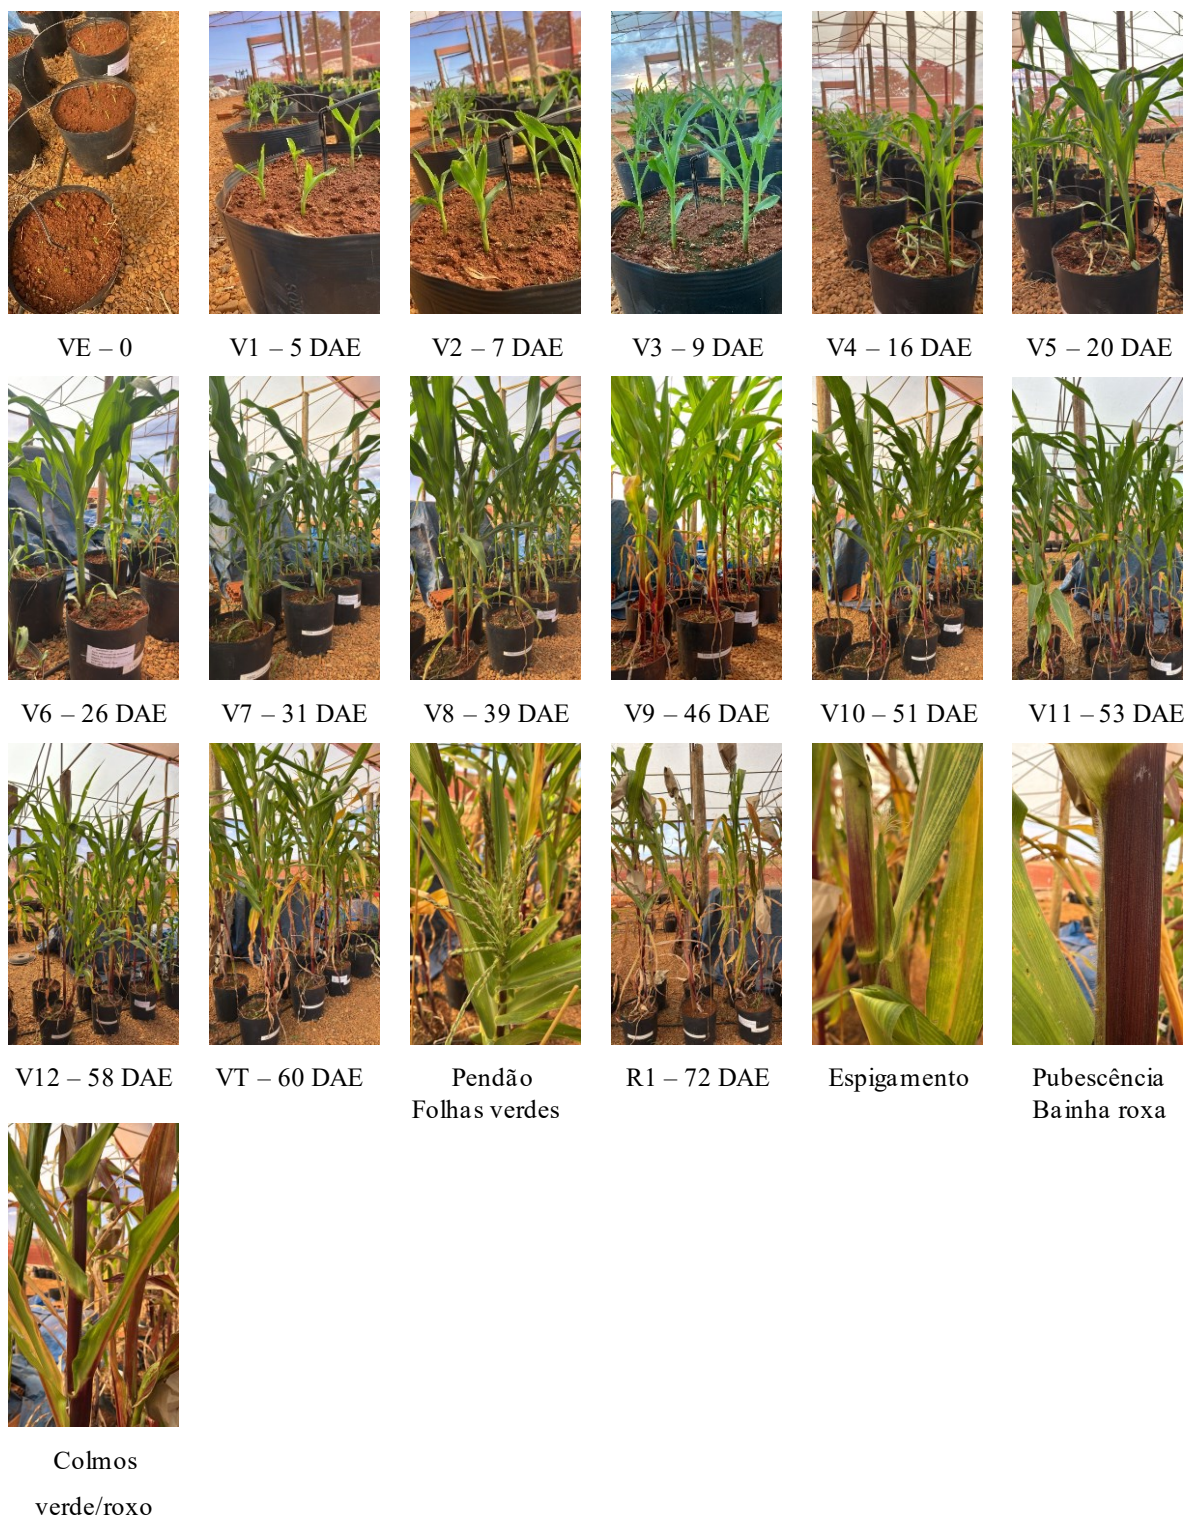 VE – 0
V1 – 5 DAE
V2 – 7 DAE
V3 – 9 DAE
V4 – 16 DAE
V5 – 20 DAE
V6 – 26 DAE
V7 – 31 DAE
V8 – 39 DAE
V9 – 46 DAE
V10 – 51 DAE
V11 – 53 DAE
V12 – 58 DAE
VT – 60 DAE
Pendão
Folhas verdes
R1 – 72 DAE
Espigamento
Pubescência
Bainha roxa
Colmos
verde/roxo